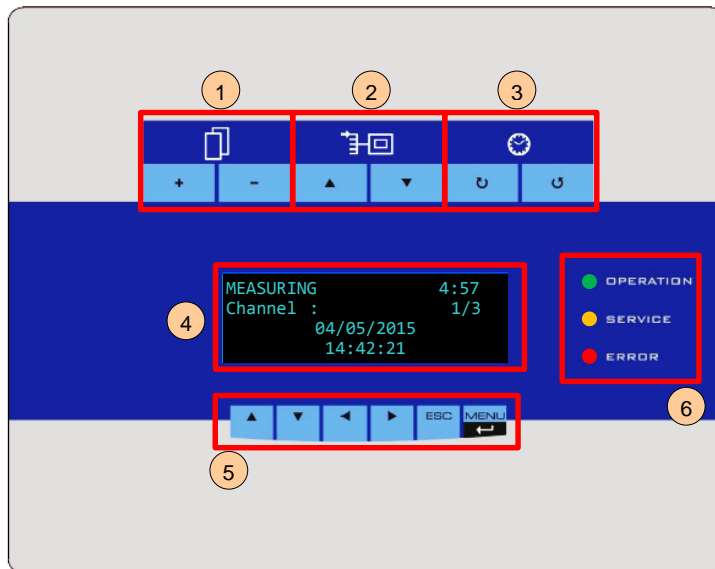 1 2 3
+ -
MEASURING 4:57
Channel : 1/3
04/05/2015
14:42:21
4
OPERATION
SERVICE
ERROR
6
ESC MENU
5